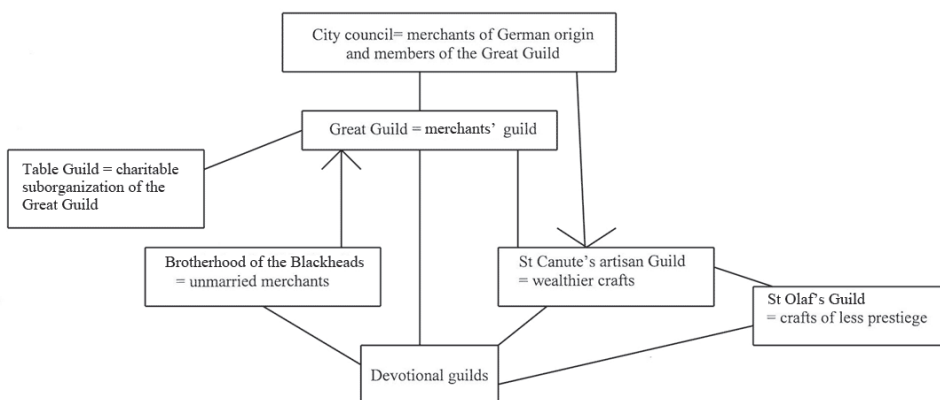 City council= merchants of German origin
and members of the Great Guild
Great Guild = merchants' guild
Table Guild = charitable
suborganization of the
Great Guild
Brotherhood of the Blackheads
= unmarried merchants
St Canute's artisan Guild
= wealthier crafts
St Olaf's Guild
= crafts of less prestiege
Devotional guilds